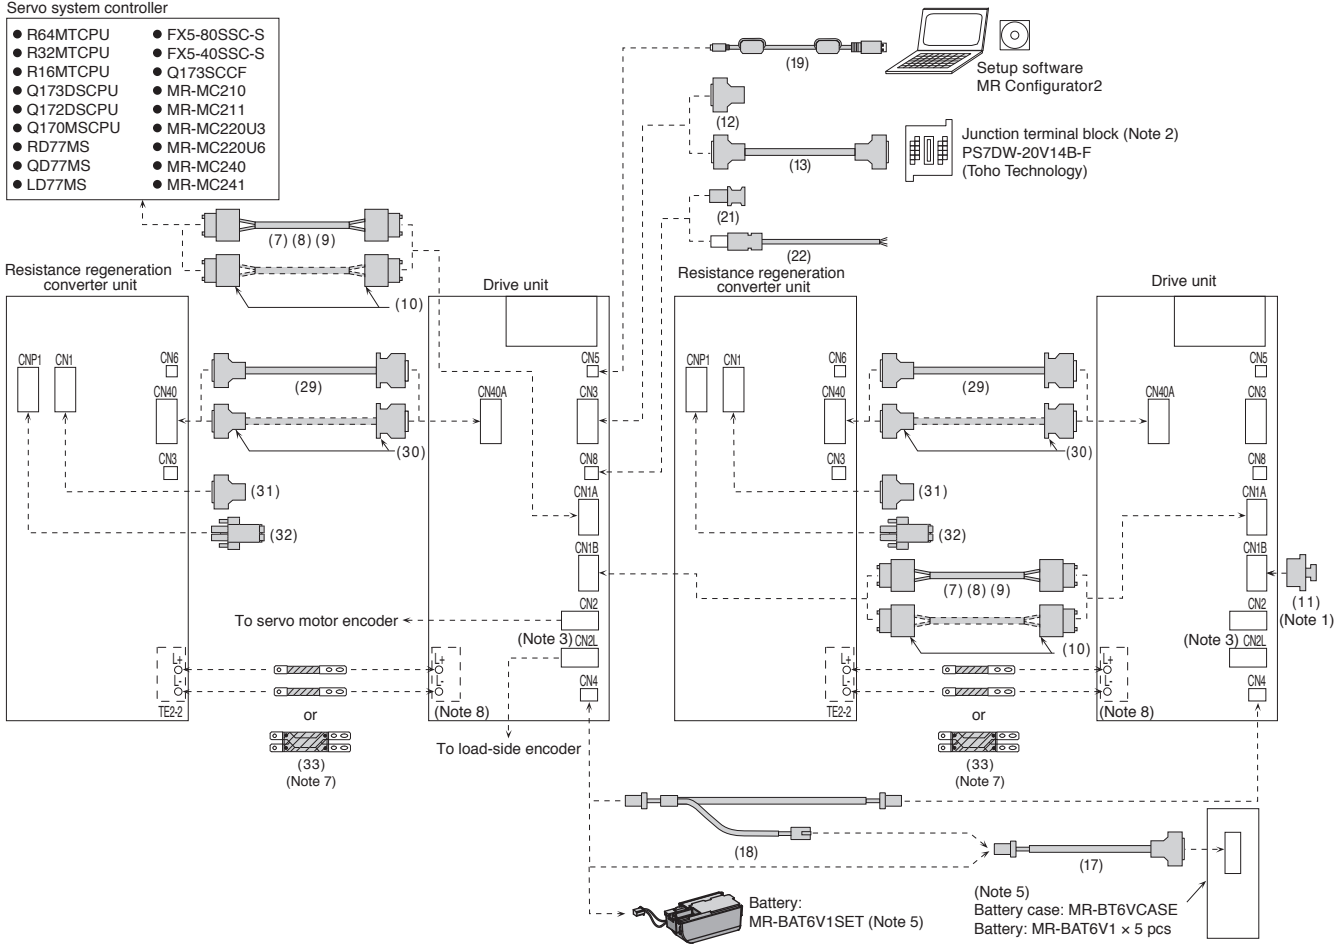 Servo system controller
● R64MTCPU
● R32MTCPU
● R16MTCPU
● Q173DSCPU
● Q172DSCPU
● Q170MSCPU
● RD77MS
● QD77MS
● LD77MS
● FX5-80SSC-S
● FX5-40SSC-S
● Q173SCCF
● MR-MC210
● MR-MC211
● MR-MC220U3
● MR-MC220U6
● MR-MC240
● MR-MC241
(19)
Setup software
MR Configurator2
(12)
(13)
Junction terminal block (Note 2)
PS7DW-20V14B-F
(Toho Technology)
(21)
(22)
(7) (8) (9)
(10)
Resistance regeneration
converter unit
Drive unit
Resistance regeneration
converter unit
Drive unit
CNP1
CN1
CN6
CN40
CN3
(29)
(30)
(31)
(32)
CN40A
CN5
CN3
CN8
CN1A
CN1B
CN2
(Note 3)
CN2L
CN4
To servo motor encoder
To load-side encoder
L+
L-
TE2-2
L+
L-
(Note 8)
or
(33)
(Note 7)
CNP1
CN1
CN6
CN40
CN3
(29)
(30)
(31)
(32)
(7) (8) (9)
(10)
CN40A
CN5
CN3
CN8
CN1A
CN1B
CN2
(Note 3)
CN2L
CN4
(11)
(Note 1)
L+
L-
TE2-2
L+
L-
(Note 8)
or
(33)
(Note 7)
(18)
(17)
Battery:
MR-BAT6V1SET (Note 5)
(Note 5)
Battery case: MR-BT6VCASE
Battery: MR-BAT6V1 × 5 pcs